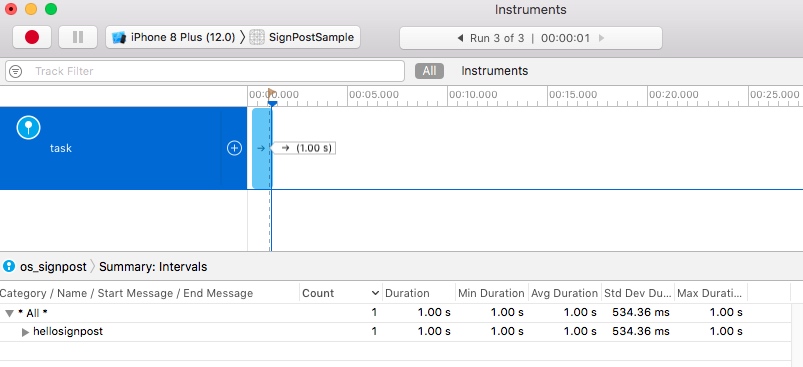 Instruments
iPhone 8 Plus (12.0) 〉 SignPostSample
Run 3 of 3 | 00:00:01
Track Filter
All Instruments
00:00.000 00:05.000 00:10.000 00:15.000 00:20.000 00:25.000
task
→ → (1.00 s)
os_signpost 〉 Summary: Intervals
Category / Name / Start Message / End Message Count Duration Min Duration Avg Duration Std Dev Du... Max Durati...
* All * 1 1.00 s 1.00 s 1.00 s 534.36 ms 1.00 s
hellosignpost 1 1.00 s 1.00 s 1.00 s 534.36 ms 1.00 s